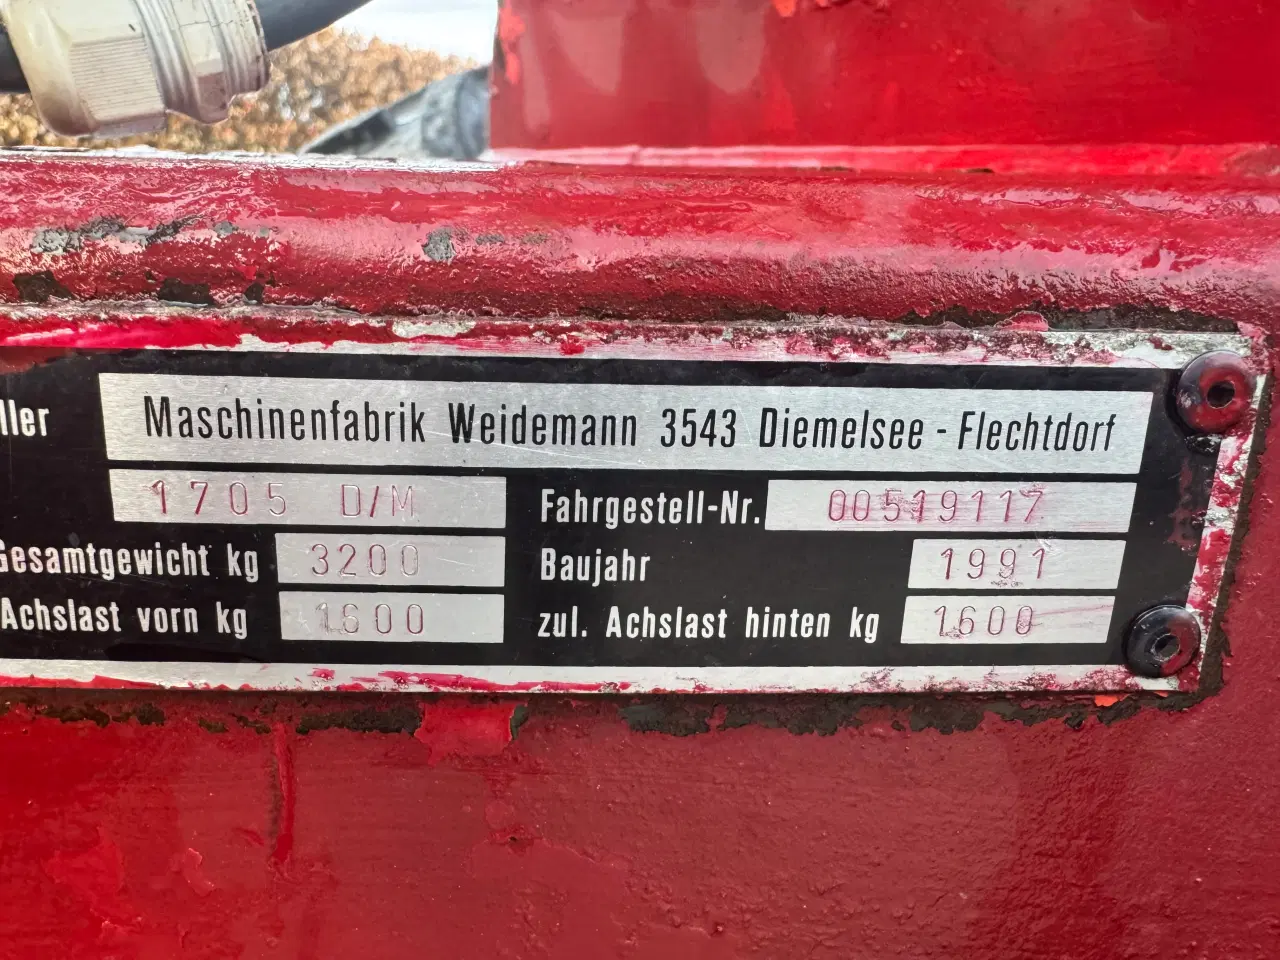 ller Maschinenfabrik Weidemann 3543 Diemelsee - Flechtdorf
1705 D/M Fahrgestell-Nr. 00519117
Gesamtgewicht kg 3200 Baujahr 1991
Achslast vorn kg 1600 zul. Achslast hinten kg 1600